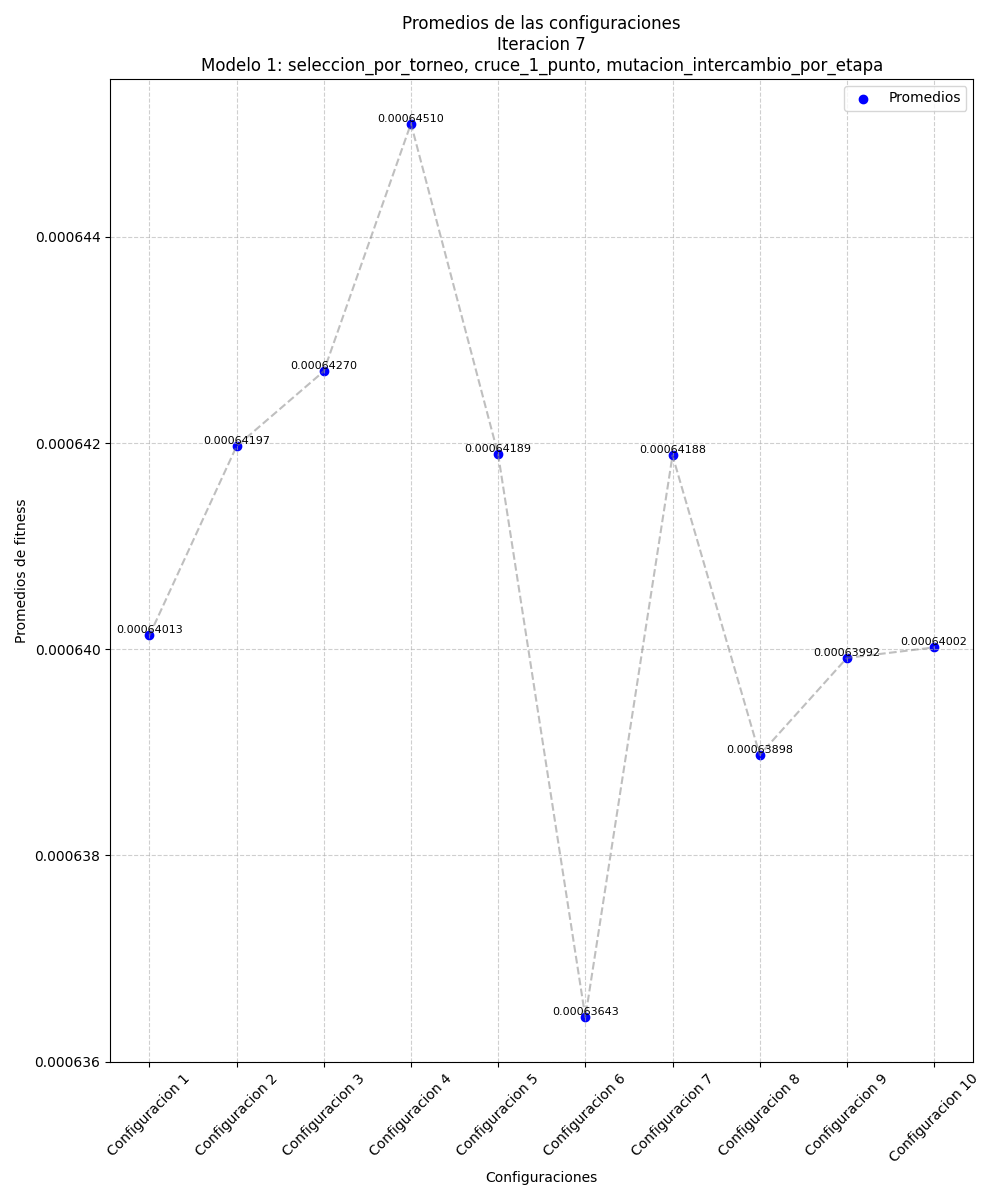 Promedios de las configuraciones
Iteracion 7
Modelo 1: seleccion_por_torneo, cruce_1_punto, mutacion_intercambio_por_etapa
Promedios
0.00064510
0.000644
0.00064270
0.00064197
0.000642
0.00064189
0.00064188
Promedios de fitness
0.00064013
0.00064002
0.000640
0.00063992
0.00063898
0.000638
0.00063643
0.000636
Configuracion 1
Configuracion 2
Configuracion 3
Configuracion 4
Configuracion 5
Configuracion 6
Configuracion 7
Configuracion 8
Configuracion 9
Configuracion 10
Configuraciones